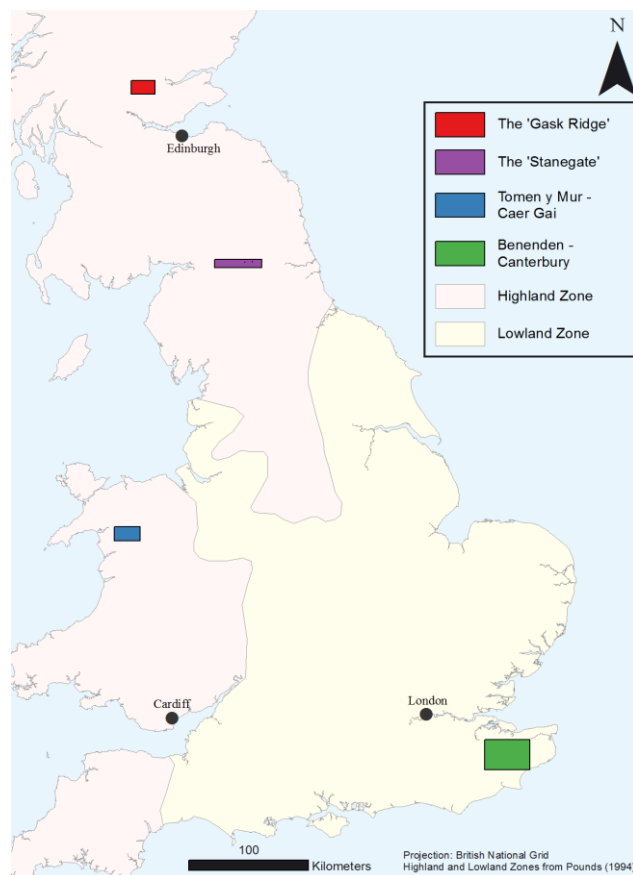 N
The 'Gask Ridge'
The 'Stanegate'
Tomen y Mur -
Caer Gai
Benenden -
Canterbury
Highland Zone
Lowland Zone
Edinburgh
Cardiff
London
100
Kilometers
Projection: British National Grid
Highland and Lowland Zones from Pounds (1994)